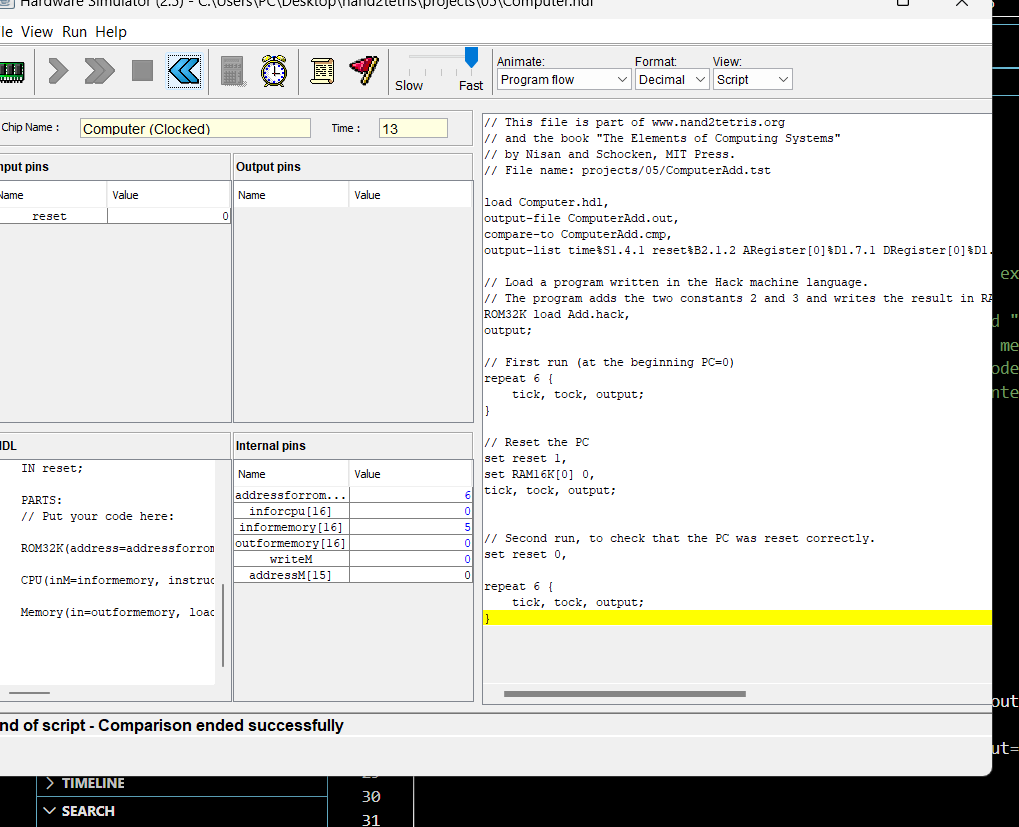 Hardware Simulator (2.5) - C:\Users\PC\Desktop\nand2tetris\projects\05\Computer.hdl
le View Run Help
Slow Fast
Animate:
Program flow
Format:
Decimal
View:
Script
Chip Name :
Computer (Clocked)
Time :
13
nput pins
Name Value
reset 0
Output pins
Name Value
HDL
IN reset;
PARTS:
// Put your code here:
ROM32K(address=addressforrom
CPU(inM=informemory, instruc
Memory(in=outformemory, load
Internal pins
Name Value
addressforrom... 6
inforcpu[16] 0
informemory[16] 5
outformemory[16] 0
writeM 0
addressM[15] 0
// This file is part of www.nand2tetris.org
// and the book "The Elements of Computing Systems"
// by Nisan and Schocken, MIT Press.
// File name: projects/05/ComputerAdd.tst
load Computer.hdl,
output-file ComputerAdd.out,
compare-to ComputerAdd.cmp,
output-list time%S1.4.1 reset%B2.1.2 ARegister[0]%D1.7.1 DRegister[0]%D1.
// Load a program written in the Hack machine language.
// The program adds the two constants 2 and 3 and writes the result in RA
ROM32K load Add.hack,
output;
// First run (at the beginning PC=0)
repeat 6 {
tick, tock, output;
}
// Reset the PC
set reset 1,
set RAM16K[0] 0,
tick, tock, output;
// Second run, to check that the PC was reset correctly.
set reset 0,
repeat 6 {
tick, tock, output;
}
nd of script - Comparison ended successfully
ex
d "
me
ode
nte
out
ut=
TIMELINE
SEARCH
30
31